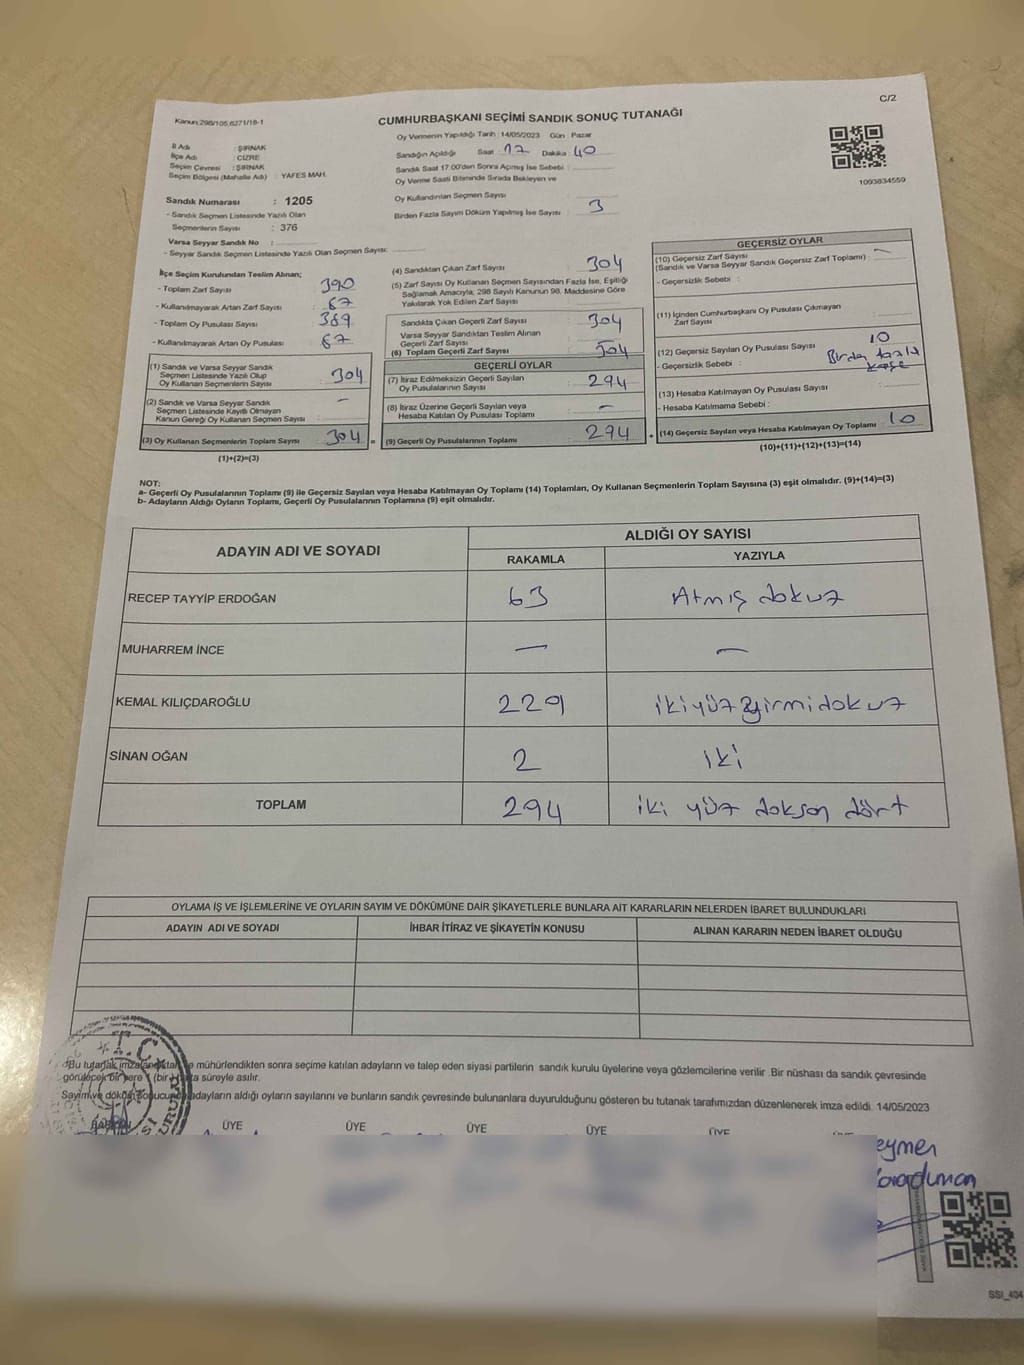 C/2
Kanun;298/105,6271/18-1
CUMHURBAŞKANI SEÇİMİ SANDIK SONUÇ TUTANAĞI
İl Adı : ŞIRNAK
İlçe Adı : CİZRE
Seçim Çevresi : ŞIRNAK
Seçim Bölgesi (Mahalle Adı) : YAFES MAH.
Sandık Numarası : 1205
- Sandık Seçmen Listesinde Yazılı Olan
Seçmenlerin Sayısı : 376
Varsa Seyyar Sandık No :
- Seyyar Sandık Seçmen Listesinde Yazılı Olan Seçmen Sayısı:
Oy Vermenin Yapıldığı Tarih : 14/05/2023 Gün : Pazar
Sandığın Açıldığı Saat : 17 Dakika : 40
Sandık Saat 17:00'den Sonra Açımış İse Sebebi :
Oy Verme Saati Bitiminde Sırada Bekleyen ve
Oy Kullandırılan Seçmen Sayısı :
Birden Fazla Sayım Döküm Yapılmış İse Sayısı : 3
1093834559
İlçe Seçim Kurulundan Teslim Alınan;
- Toplam Zarf Sayısı : 390
- Kullanılmayarak Artan Zarf Sayısı : 67
- Toplam Oy Pusulası Sayısı : 389
- Kullanılmayarak Artan Oy Pusulası : 67
(1) Sandık ve Varsa Seyyar Sandık
Seçmen Listesinde Yazılı Olup
Oy Kullanan Seçmenlerin Sayısı : 304
(2) Sandık ve Varsa Seyyar Sandık
Seçmen Listesinde Kayıtlı Olmayan
Kanun Gereği Oy Kullanan Seçmen Sayısı : –
(3) Oy Kullanan Seçmenlerin Toplam Sayısı : 304 =
(1)+(2)=(3)
(4) Sandıktan Çıkan Zarf Sayısı : 304
(5) Zarf Sayısı Oy Kullanan Seçmen Sayısından Fazla İse, Eşitliği
Sağlamak Amacıyla; 298 Sayılı Kanunun 98. Maddesine Göre
Yakılarak Yok Edilen Zarf Sayısı :
Sandıkta Çıkan Geçerli Zarf Sayısı : 304
Varsa Seyyar Sandıktan Teslim Alınan
Geçerli Zarf Sayısı :
(6) Toplam Geçerli Zarf Sayısı : 304
GEÇERLİ OYLAR
(7) İtiraz Edilmeksizin Geçerli Sayılan
Oy Pusulasının Sayısı : 294
(8) İtiraz Üzerine Geçerli Sayılan veya
Hesaba Katılan Oy Pusulası Toplamı : –
(9) Geçerli Oy Pusulalarının Toplamı : 294 +
GEÇERSİZ OYLAR
(10) Geçersiz Zarf Sayısı : –
(Sandık ve Varsa Seyyar Sandık Geçersiz Zarf Toplamı)
- Geçersizlik Sebebi :
(11) İçinden Cumhurbaşkanı Oy Pusulası Çıkmayan
Zarf Sayısı :
(12) Geçersiz Sayılan Oy Pusulası Sayısı : 10
- Geçersizlik Sebebi : Birden fazla kaşe
(13) Hesaba Katılmayan Oy Pusulası Sayısı :
- Hesaba Katılmama Sebebi :
(14) Geçersiz Sayılan veya Hesaba Katılmayan Oy Toplamı : 10
(10)+(11)+(12)+(13)=(14)
NOT:
a- Geçerli Oy Pusulalarının Toplamı (9) ile Geçersiz Sayılan veya Hesaba Katılmayan Oy Toplamı (14) Toplamları, Oy Kullanan Seçmenlerin Toplam Sayısına (3) eşit olmalıdır. (9)+(14)=(3)
b- Adayların Aldığı Oyların Toplamı, Geçerli Oy Pusulalarının Toplamına (9) eşit olmalıdır.
ADAYIN ADI VE SOYADI ALDIĞI OY SAYISI
RAKAMLA YAZIYLA
RECEP TAYYİP ERDOĞAN 63 Atmış dokuz
MUHARREM İNCE – –
KEMAL KILIÇDAROĞLU 229 iki yüz yirmi dokuz
SİNAN OĞAN 2 iki
TOPLAM 294 iki yüz doksan dört
OYLAMA İŞ VE İŞLEMLERİNE VE OYLARIN SAYIM VE DÖKÜMÜNE DAİR ŞİKAYETLERLE BUNLARA AİT KARARLARIN NELERDEN İBARET BULUNDUKLARI
ADAYIN ADI VE SOYADI İHBAR İTİRAZ VE ŞİKAYETİN KONUSU ALINAN KARARIN NEDEN İBARET OLDUĞU
T.C.
Bu tutanak mühürlendikten sonra seçime katılan adayların ve talep eden siyasi partilerin sandık kurulu üyelerine veya gözlemcilerine verilir. Bir nüshası da sandık çevresinde
görülecek bir yere 1 (bir) hafta süreyle asılır.
Sayım ve döküm sonucunda adayların aldığı oyların sayılarını ve bunların sandık çevresinde bulunanlara duyurulduğunu gösteren bu tutanak tarafımızdan düzenlenerek imza edildi. 14/05/2023
BAŞKAN ÜYE ÜYE ÜYE ÜYE ÜYE ÜYE
SSI_404